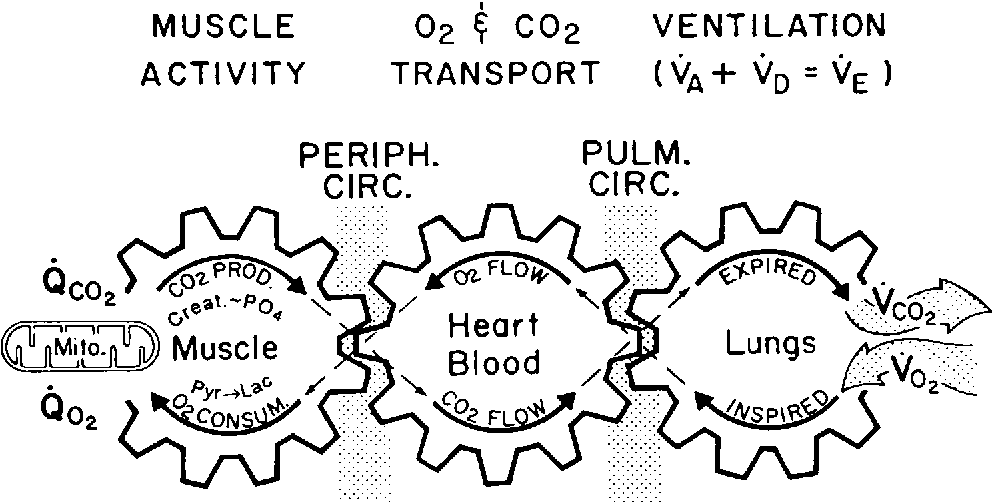 MUSCLE ACTIVITY
O2 & CO2 TRANSPORT
VENTILATION
(V̇A + V̇D = V̇E)
PERIPH. CIRC.
PULM. CIRC.
Q̇CO2
CO2 PROD.
Creat.~PO4
Mito.
Muscle
Pyr→Lac
O2 CONSUM.
Q̇O2
O2 FLOW
Heart
Blood
CO2 FLOW
EXPIRED
Lungs
INSPIRED
V̇CO2
V̇O2